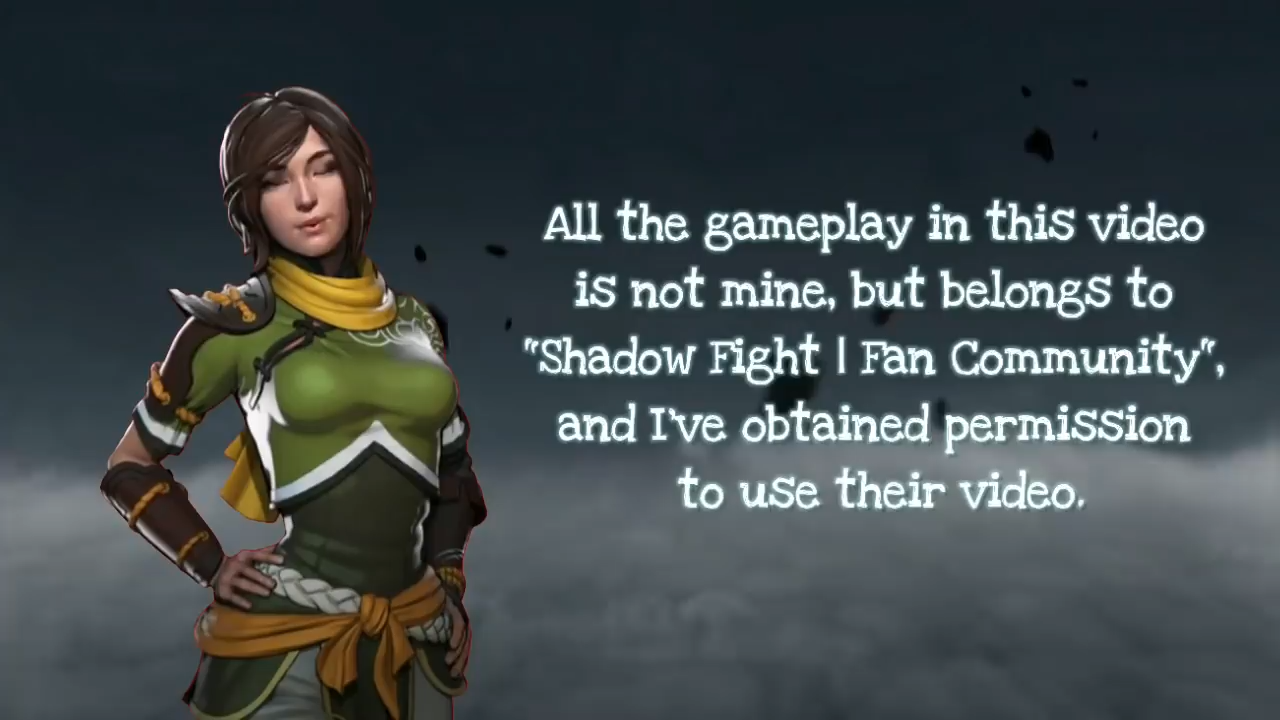 All the gameplay in this video
is not mine, but belongs to
"Shadow Fight | Fan Community",
and I've obtained permission
to use their video.